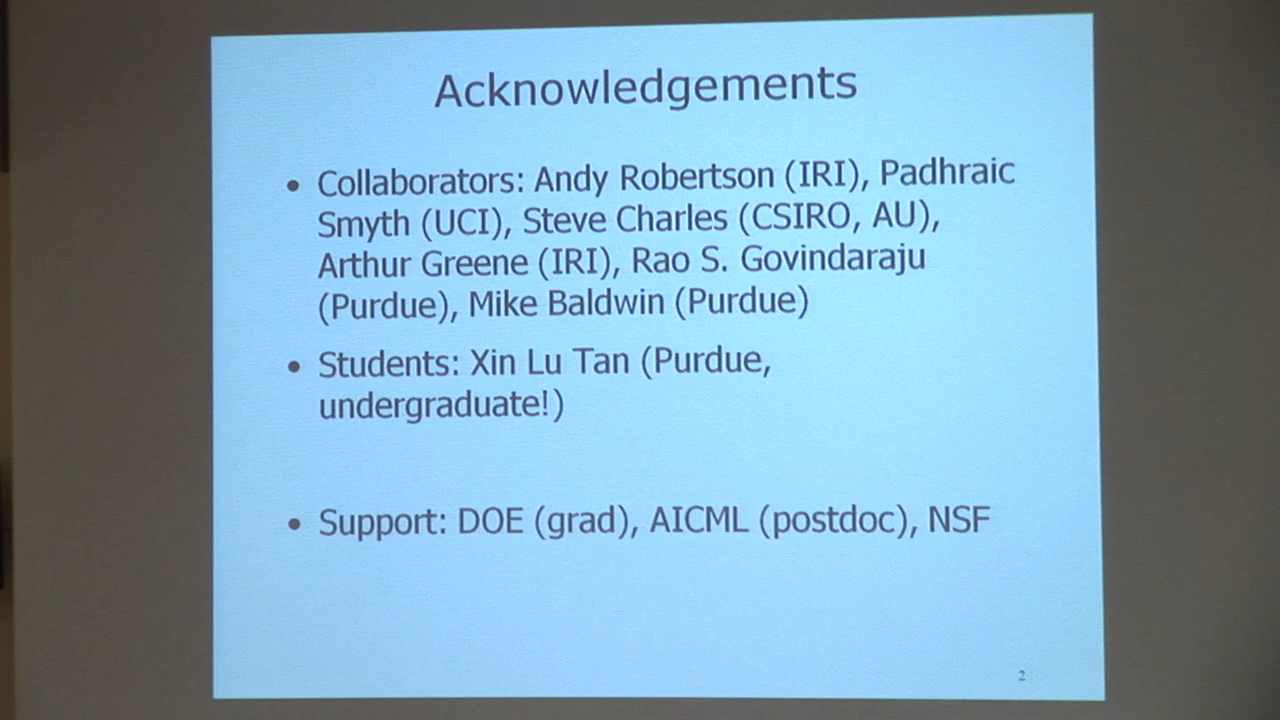 Acknowledgements
• Collaborators: Andy Robertson (IRI), Padhraic
Smyth (UCI), Steve Charles (CSIRO, AU),
Arthur Greene (IRI), Rao S. Govindaraju
(Purdue), Mike Baldwin (Purdue)
• Students: Xin Lu Tan (Purdue,
undergraduate!)
• Support: DOE (grad), AICML (postdoc), NSF
2